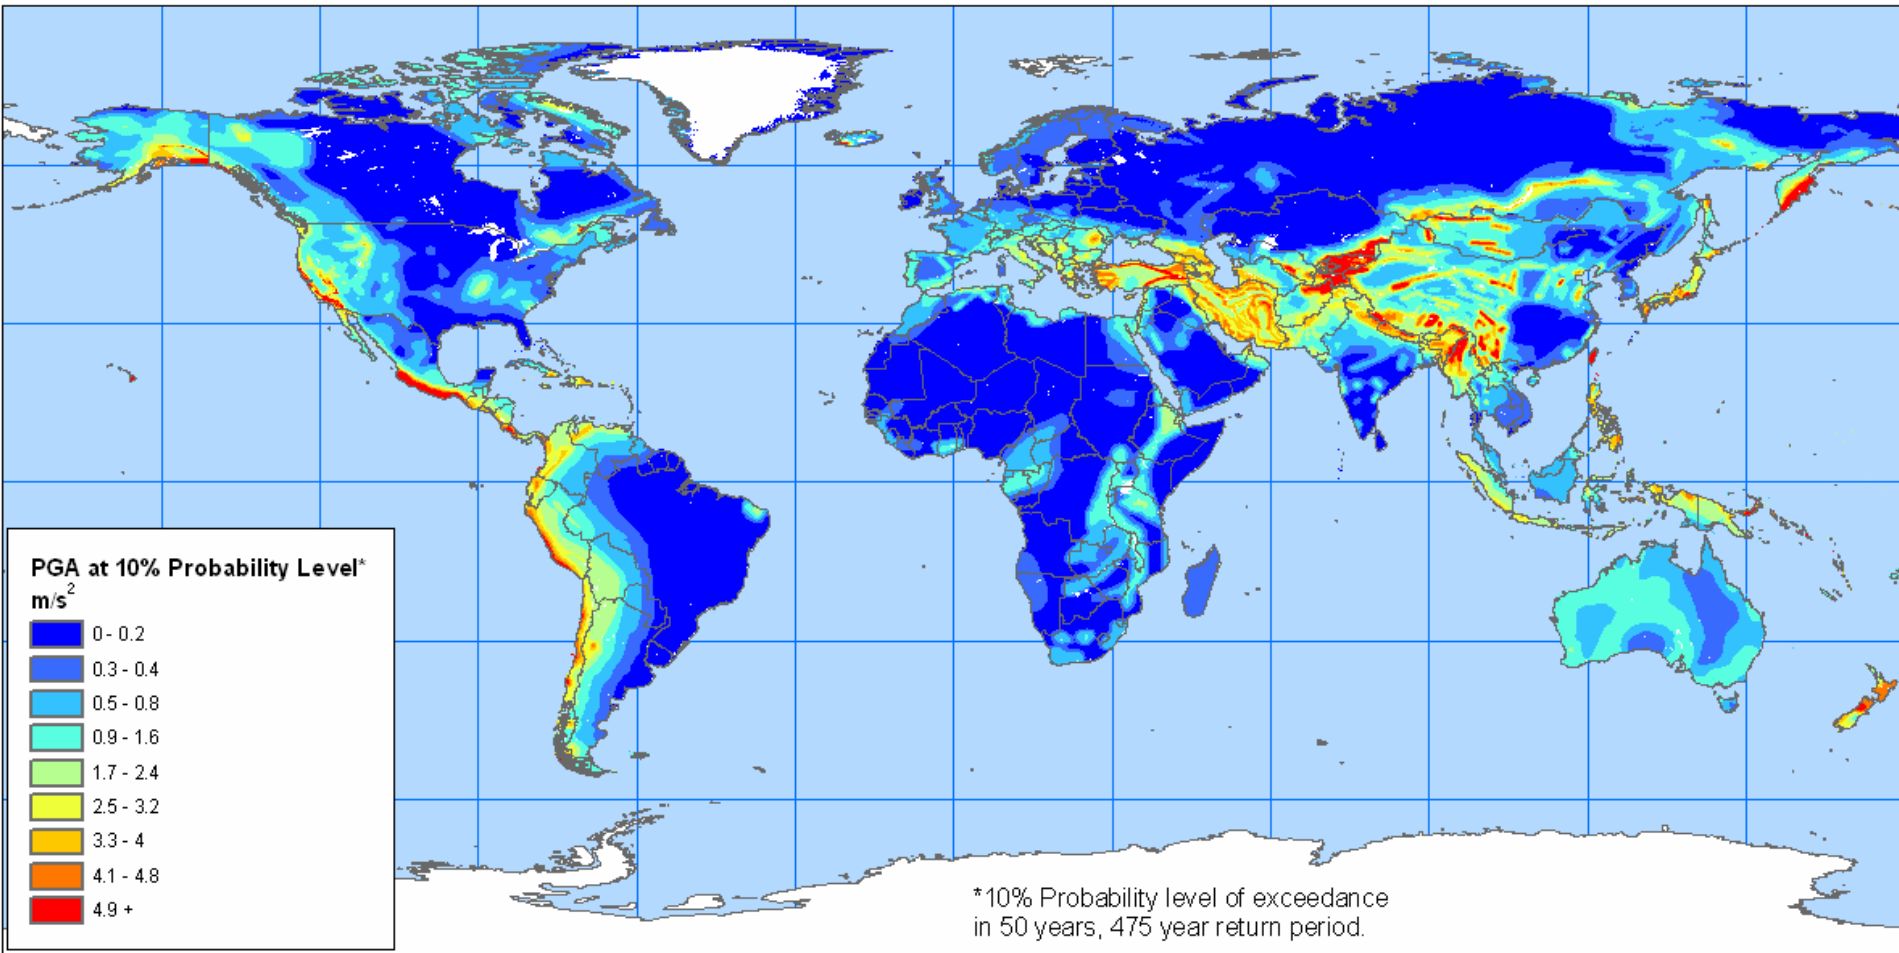 PGA at 10% Probability Level*
m/s²
0 - 0.2
0.3 - 0.4
0.5 - 0.8
0.9 - 1.6
1.7 - 2.4
2.5 - 3.2
3.3 - 4
4.1 - 4.8
4.9 +
*10% Probability level of exceedance
in 50 years, 475 year return period.